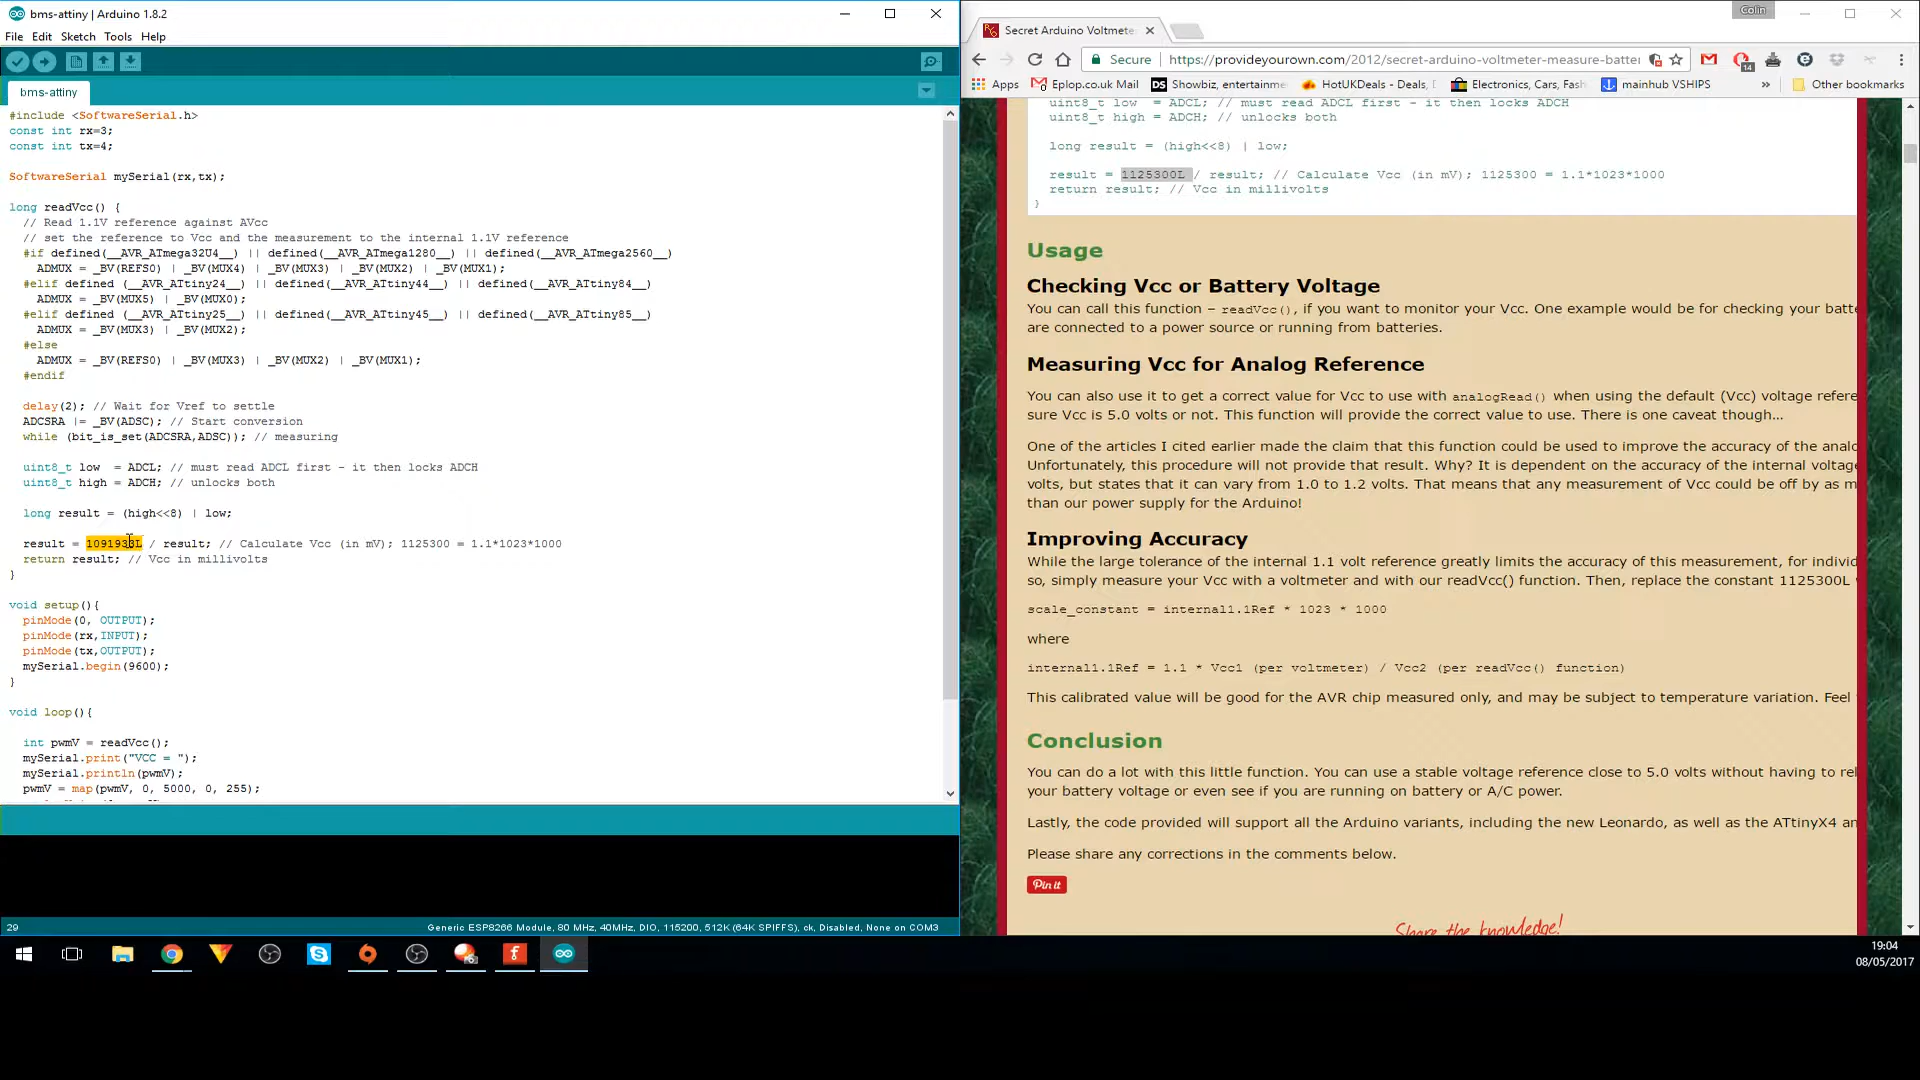 bms-attiny | Arduino 1.8.2
File Edit Sketch Tools Help
bms-attiny
#include <SoftwareSerial.h>
const int rx=3;
const int tx=4;
SoftwareSerial mySerial(rx,tx);
long readVcc() {
// Read 1.1V reference against AVcc
// set the reference to Vcc and the measurement to the internal 1.1V reference
#if defined(__AVR_ATmega32U4__) || defined(__AVR_ATmega1280__) || defined(__AVR_ATmega2560__)
ADMUX = _BV(REFS0) | _BV(MUX4) | _BV(MUX3) | _BV(MUX2) | _BV(MUX1);
#elif defined (__AVR_ATtiny24__) || defined(__AVR_ATtiny44__) || defined(__AVR_ATtiny84__)
ADMUX = _BV(MUX5) | _BV(MUX0);
#elif defined (__AVR_ATtiny25__) || defined(__AVR_ATtiny45__) || defined(__AVR_ATtiny85__)
ADMUX = _BV(MUX3) | _BV(MUX2);
#else
ADMUX = _BV(REFS0) | _BV(MUX3) | _BV(MUX2) | _BV(MUX1);
#endif
delay(2); // Wait for Vref to settle
ADCSRA |= _BV(ADSC); // Start conversion
while (bit_is_set(ADCSRA,ADSC)); // measuring
uint8_t low = ADCL; // must read ADCL first - it then locks ADCH
uint8_t high = ADCH; // unlocks both
long result = (high<<8) | low;
result = / result; // Calculate Vcc (in mV); 1125300 = 1.1*1023*1000
return result; // Vcc in millivolts
}
void setup(){
pinMode(0, OUTPUT);
pinMode(rx,INPUT);
pinMode(tx,OUTPUT);
mySerial.begin(9600);
}
void loop(){
int pwmV = readVcc();
mySerial.print("VCC = ");
mySerial.println(pwmV);
pwmV = map(pwmV, 0, 5000, 0, 255);
29
Generic ESP8266 Module, 80 MHz, 40MHz, DIO, 115200, 512K (64K SPIFFS), ck, Disabled, None on COM3
Colin
Secret Arduino Voltmete
Secure https://provideyourown.com/2012/secret-arduino-voltmeter-measure-batte
14
Apps Eplop.co.uk Mail DS Showbiz, entertainme HotUKDeals - Deals, Electronics, Cars, Fash mainhub VSHIPS » Other bookmarks
uint8_t low = ADCL; // must read ADCL first - it then locks ADCH
uint8_t high = ADCH; // unlocks both
long result = (high<<8) | low;
result = 1125300L / result; // Calculate Vcc (in mV); 1125300 = 1.1*1023*1000
return result; // Vcc in millivolts
}
Usage
Checking Vcc or Battery Voltage
You can call this function – readVcc(), if you want to monitor your Vcc. One example would be for checking your batte
are connected to a power source or running from batteries.
Measuring Vcc for Analog Reference
You can also use it to get a correct value for Vcc to use with analogRead() when using the default (Vcc) voltage refere
sure Vcc is 5.0 volts or not. This function will provide the correct value to use. There is one caveat though…
One of the articles I cited earlier made the claim that this function could be used to improve the accuracy of the analo
Unfortunately, this procedure will not provide that result. Why? It is dependent on the accuracy of the internal voltage
volts, but states that it can vary from 1.0 to 1.2 volts. That means that any measurement of Vcc could be off by as m
than our power supply for the Arduino!
Improving Accuracy
While the large tolerance of the internal 1.1 volt reference greatly limits the accuracy of this measurement, for individ
so, simply measure your Vcc with a voltmeter and with our readVcc() function. Then, replace the constant 1125300L
scale_constant = internal1.1Ref * 1023 * 1000
where
internal1.1Ref = 1.1 * Vcc1 (per voltmeter) / Vcc2 (per readVcc() function)
This calibrated value will be good for the AVR chip measured only, and may be subject to temperature variation. Feel
Conclusion
You can do a lot with this little function. You can use a stable voltage reference close to 5.0 volts without having to rel
your battery voltage or even see if you are running on battery or A/C power.
Lastly, the code provided will support all the Arduino variants, including the new Leonardo, as well as the ATtinyX4 an
Please share any corrections in the comments below.
Pin it
Share the knowledge!
19:04
08/05/2017